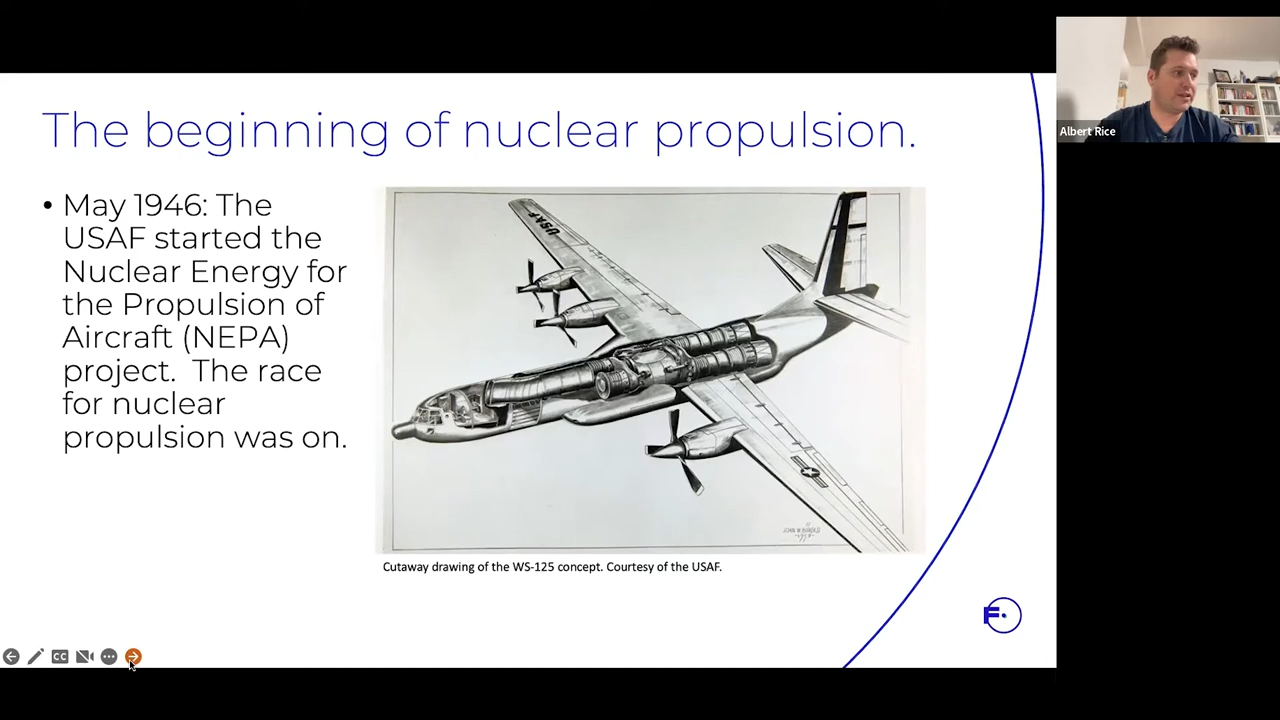 The beginning of nuclear propulsion.
• May 1946: The
USAF started the
Nuclear Energy for
the Propulsion of
Aircraft (NEPA)
project.  The race
for nuclear
propulsion was on.
USAF
Cutaway drawing of the WS-125 concept. Courtesy of the USAF.
F
CC
Albert Rice